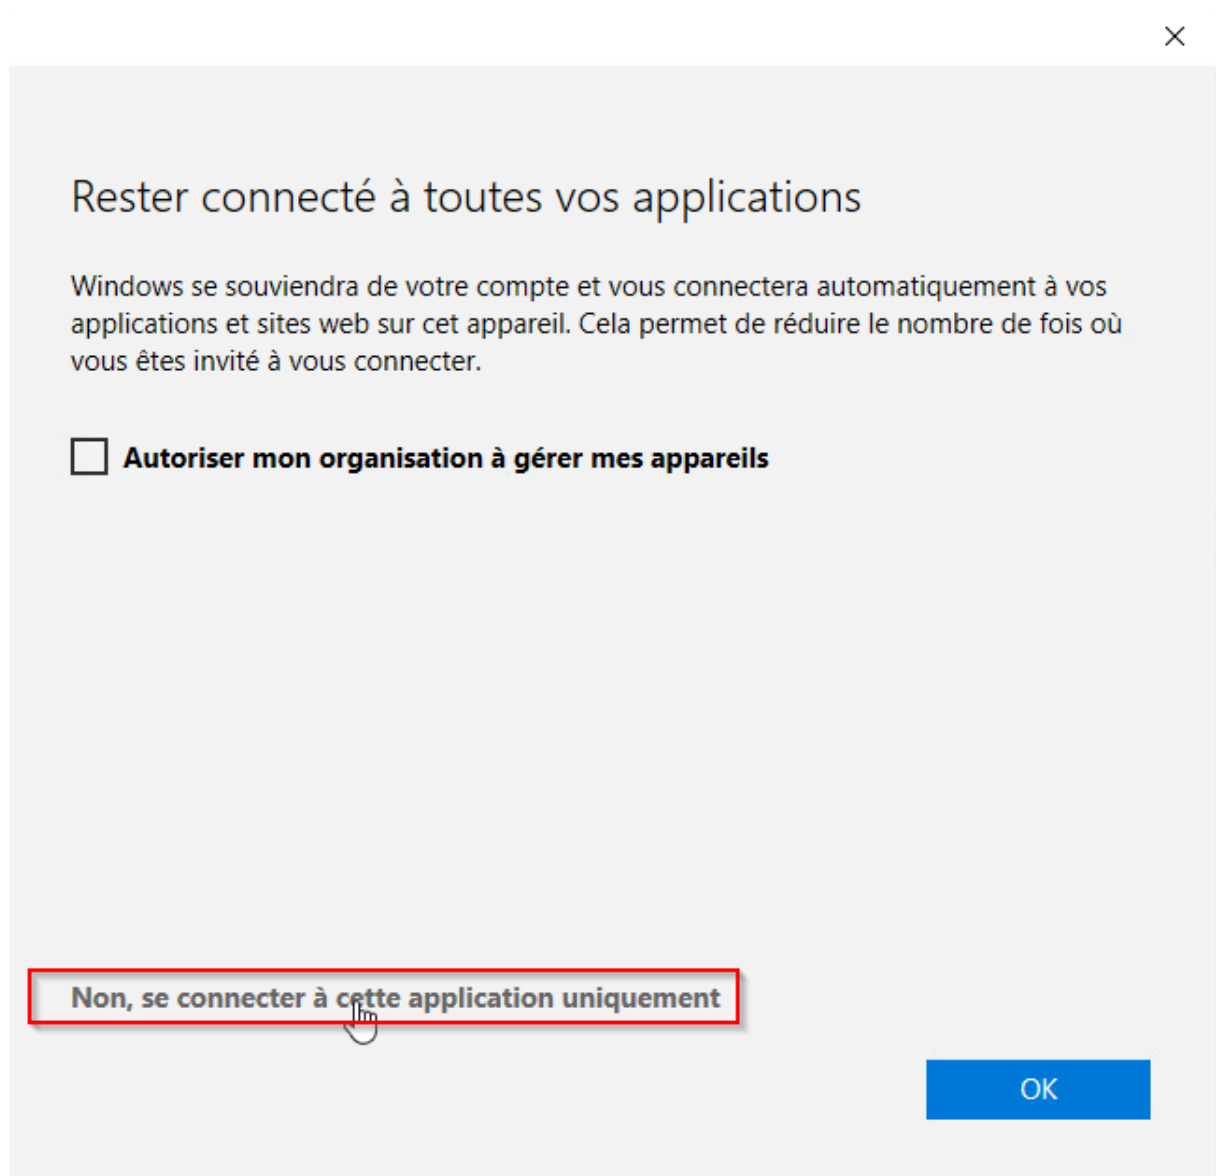 Rester connecté à toutes vos applications
Windows se souviendra de votre compte et vous connectera automatiquement à vos
applications et sites web sur cet appareil. Cela permet de réduire le nombre de fois où
vous êtes invité à vous connecter.
Autoriser mon organisation à gérer mes appareils
Non, se connecter à cette application uniquement
OK